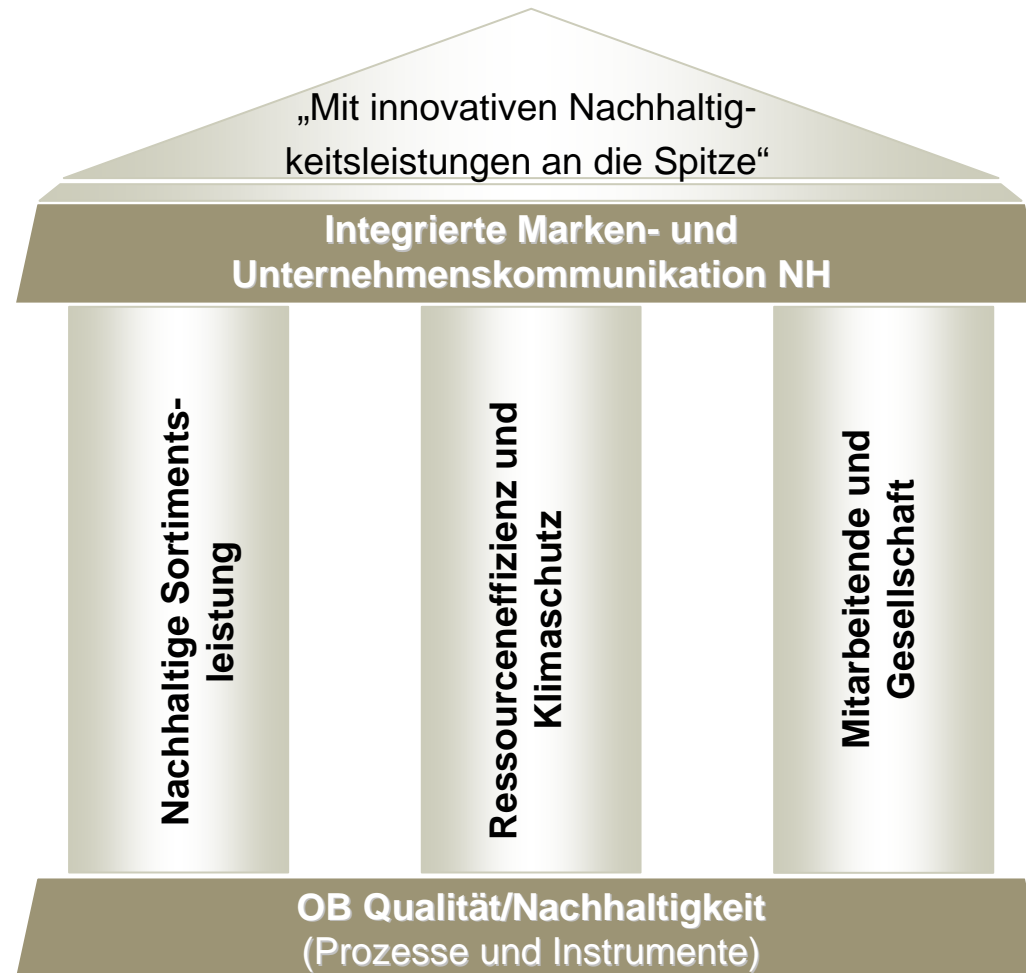 „Mit innovativen Nachhaltig-
keitsleistungen an die Spitze“
Integrierte Marken- und
Unternehmenskommunikation NH
Nachhaltige Sortiments-
leistung
Ressourceneffizienz und
Klimaschutz
Mitarbeitende und
Gesellschaft
OB Qualität/Nachhaltigkeit
(Prozesse und Instrumente)